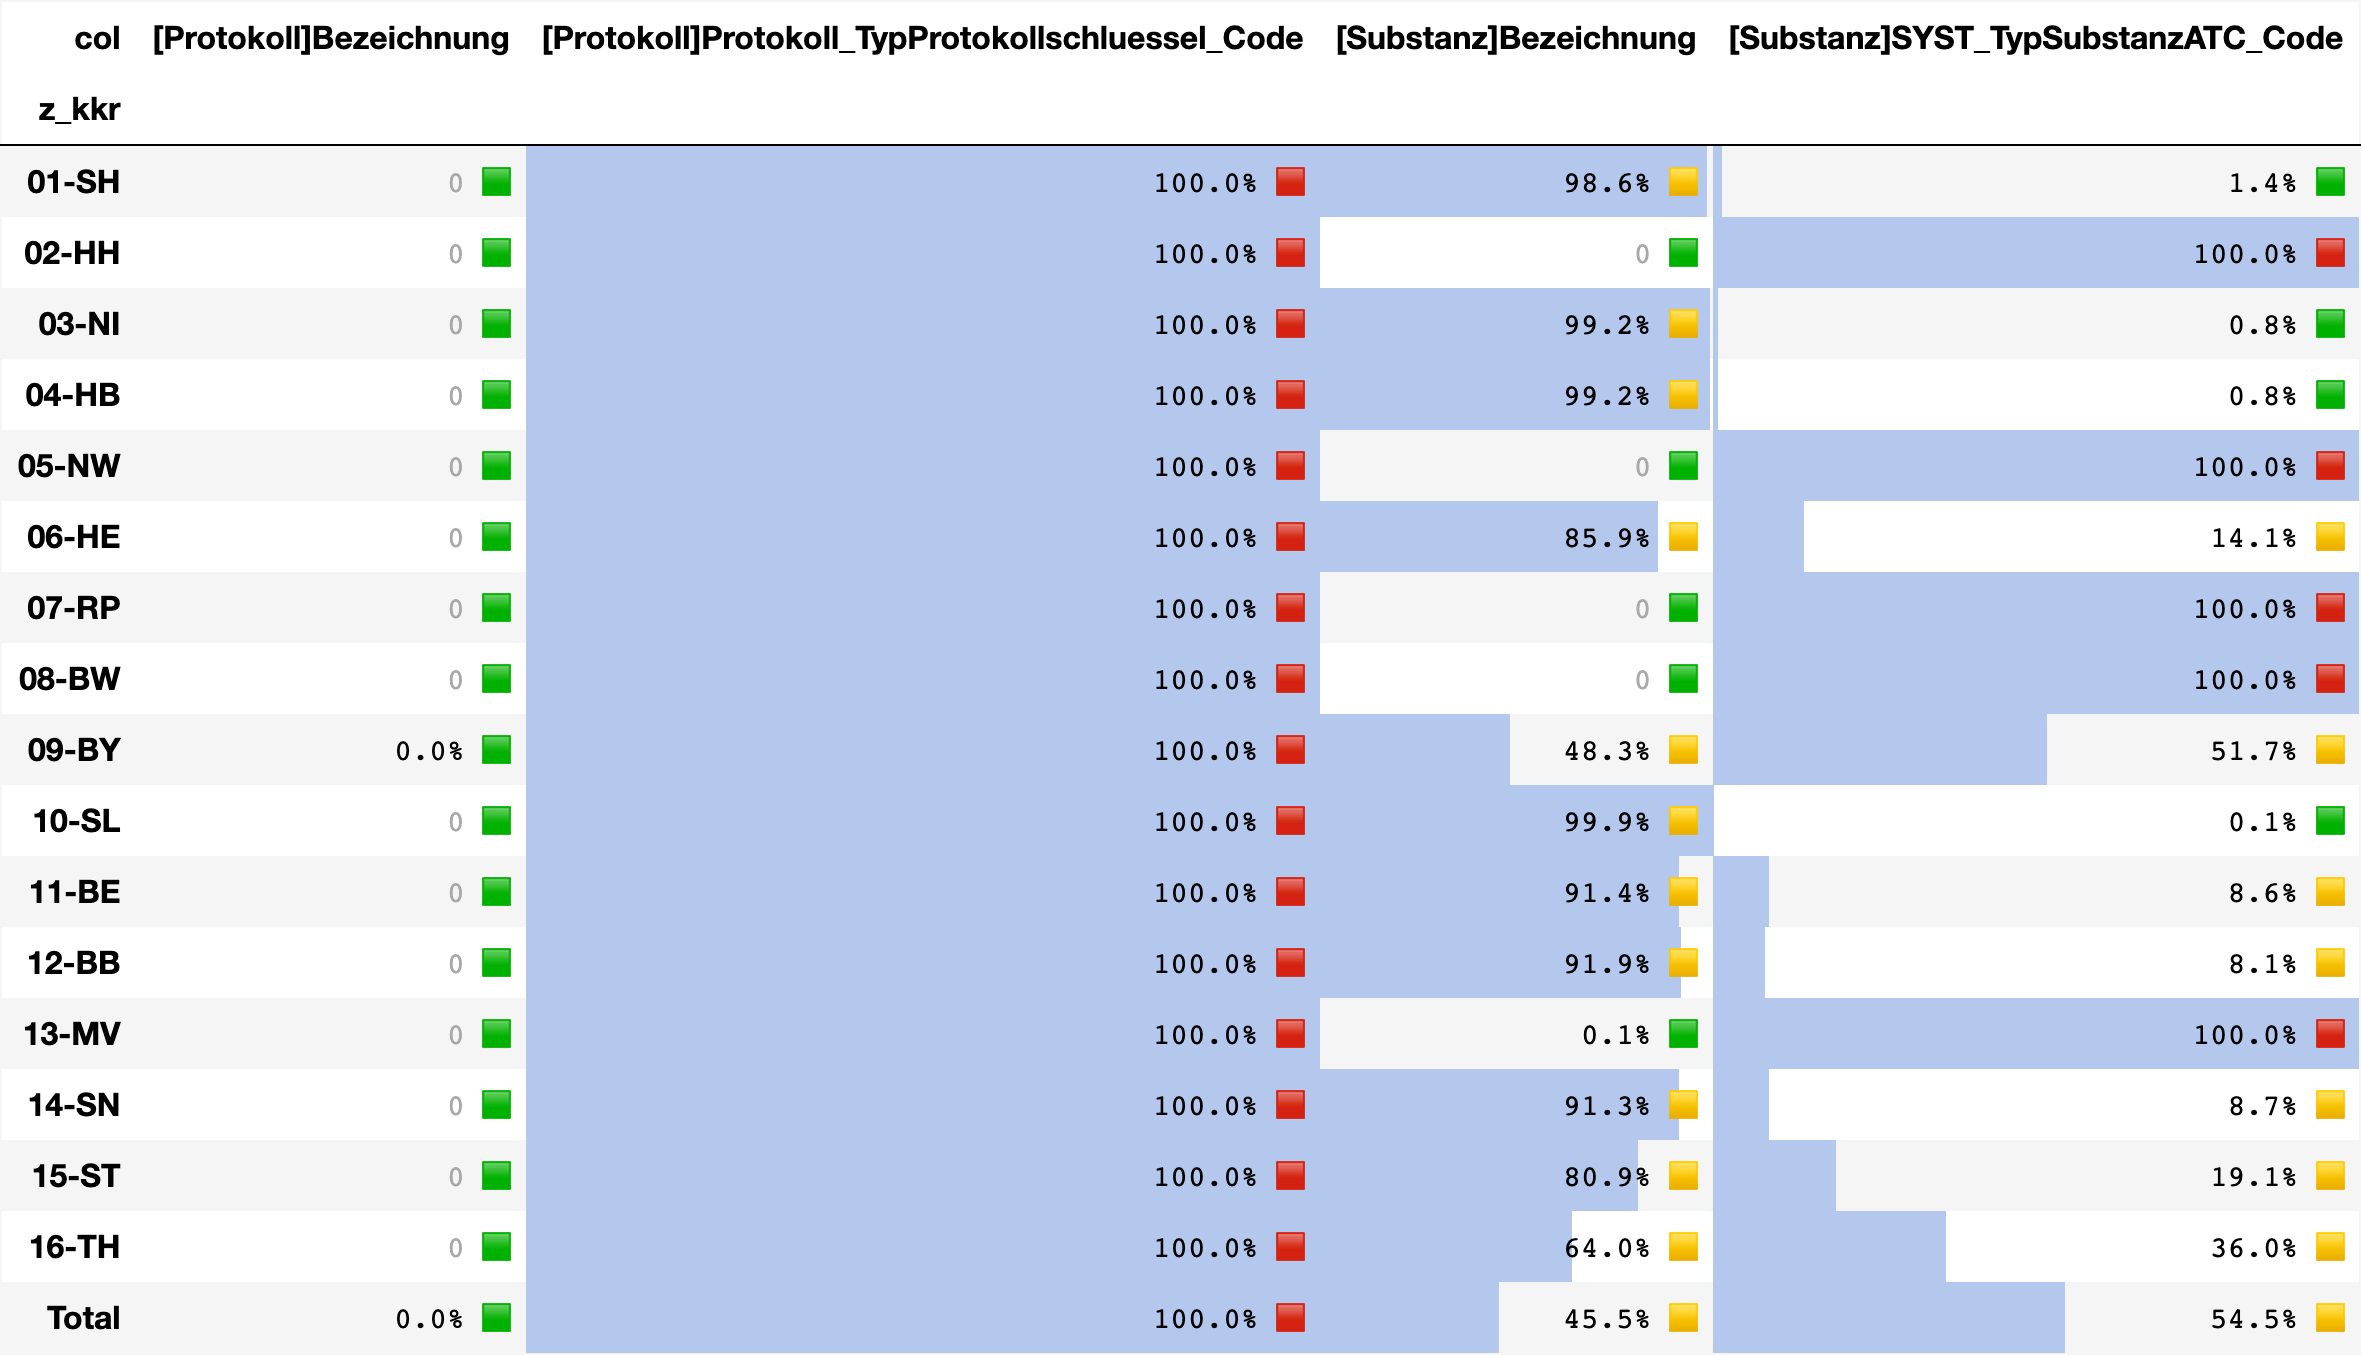 col [Protokoll]Bezeichnung [Protokoll]Protokoll_TypProtokollschluessel_Code [Substanz]Bezeichnung [Substanz]SYST_TypSubstanzATC_Code
z_kkr
01-SH 0 100.0% 98.6% 1.4%
02-HH 0 100.0% 0 100.0%
03-NI 0 100.0% 99.2% 0.8%
04-HB 0 100.0% 99.2% 0.8%
05-NW 0 100.0% 0 100.0%
06-HE 0 100.0% 85.9% 14.1%
07-RP 0 100.0% 0 100.0%
08-BW 0 100.0% 0 100.0%
09-BY 0.0% 100.0% 48.3% 51.7%
10-SL 0 100.0% 99.9% 0.1%
11-BE 0 100.0% 91.4% 8.6%
12-BB 0 100.0% 91.9% 8.1%
13-MV 0 100.0% 0.1% 100.0%
14-SN 0 100.0% 91.3% 8.7%
15-ST 0 100.0% 80.9% 19.1%
16-TH 0 100.0% 64.0% 36.0%
Total 0.0% 100.0% 45.5% 54.5%